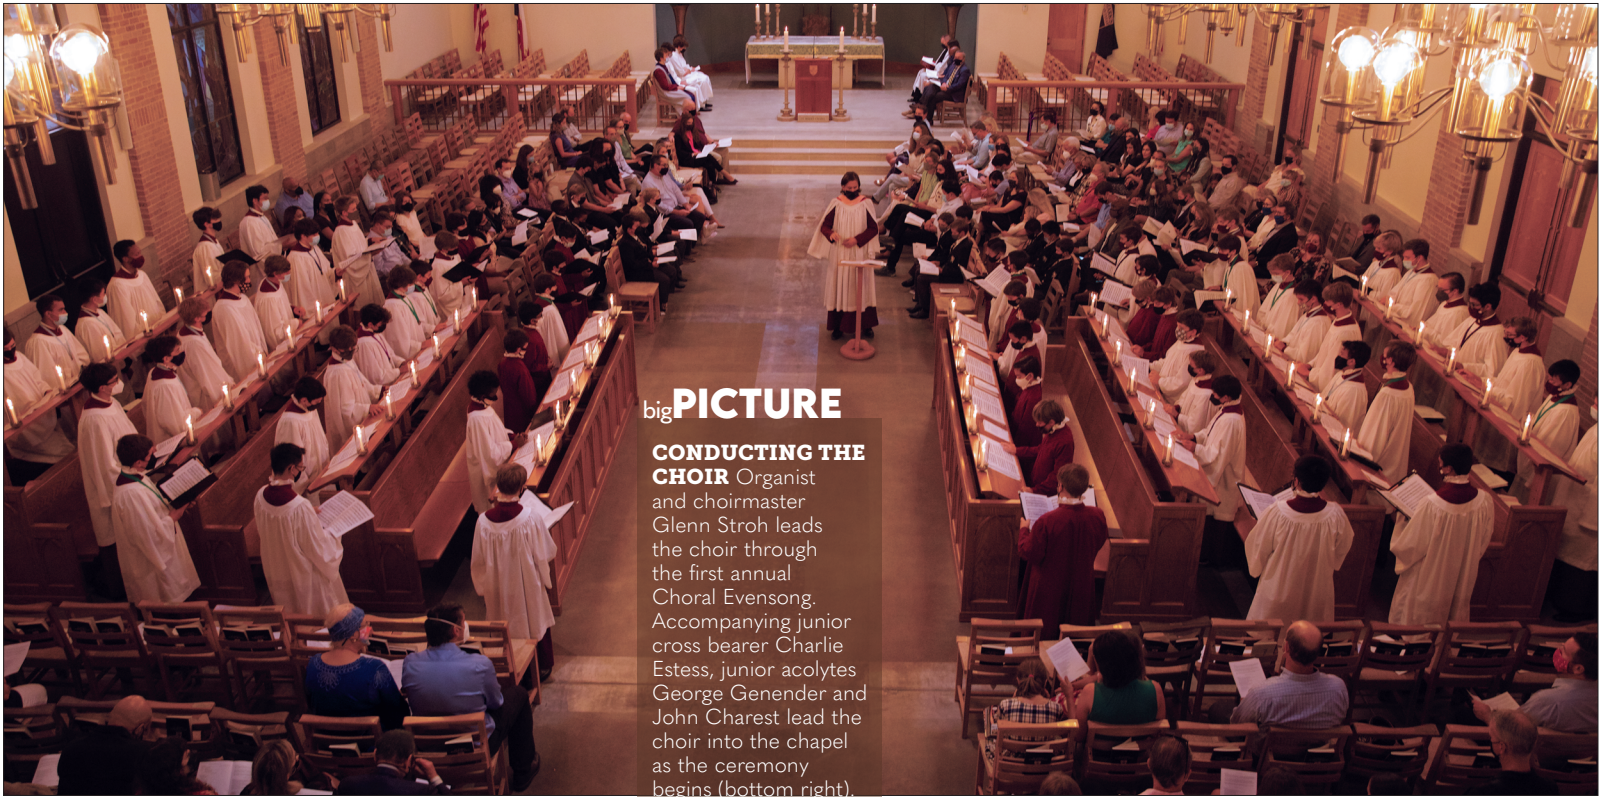 bigPICTURE
CONDUCTING THE
CHOIR Organist
and choirmaster
Glenn Stroh leads
the choir through
the first annual
Choral Evensong.
Accompanying junior
cross bearer Charlie
Estess, junior acolytes
George Genender and
John Charest lead the
choir into the chapel
as the ceremony
begins (bottom right).